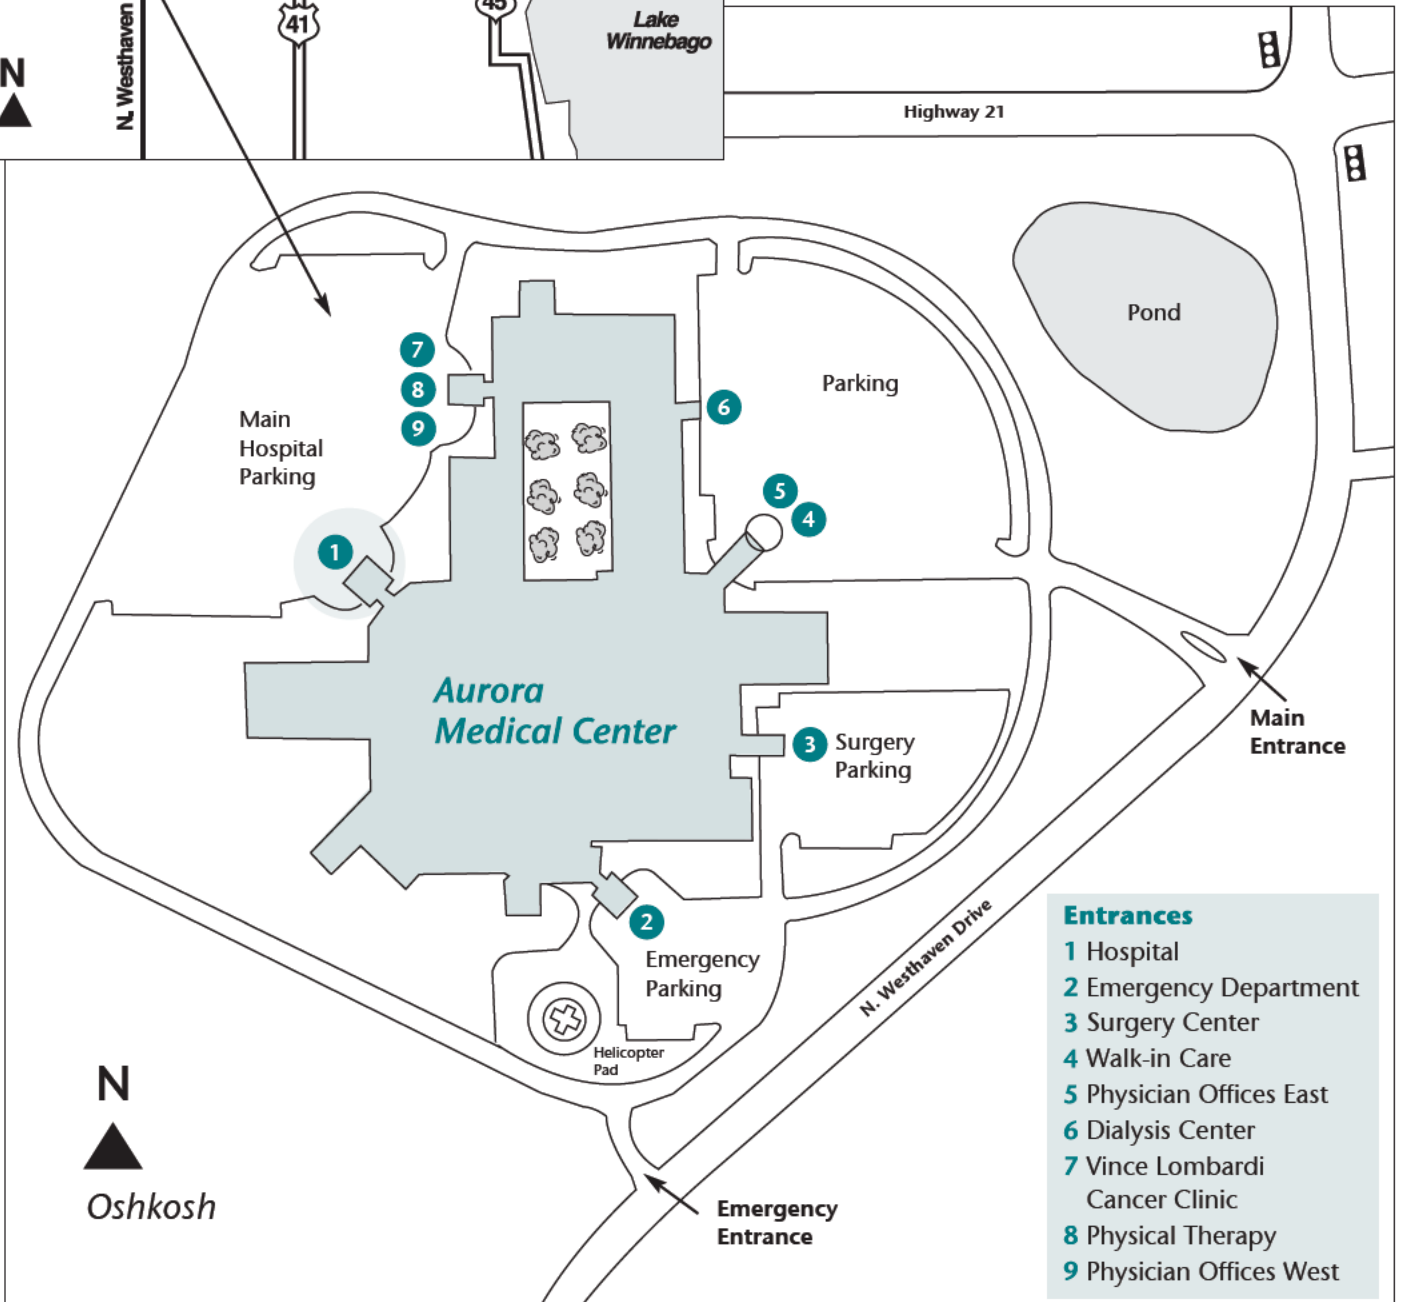 41
45
Lake
Winnebago
N
N. Westhaven
Highway 21
Pond
Parking
7
8
9
6
Main
Hospital
Parking
5
4
1
Aurora
Medical Center
Main
Entrance
3
Surgery
Parking
2
Emergency
Parking
N. Westhaven Drive
Helicopter
Pad
N
Oshkosh
Emergency
Entrance
Entrances
1 Hospital
2 Emergency Department
3 Surgery Center
4 Walk-in Care
5 Physician Offices East
6 Dialysis Center
7 Vince Lombardi
Cancer Clinic
8 Physical Therapy
9 Physician Offices West